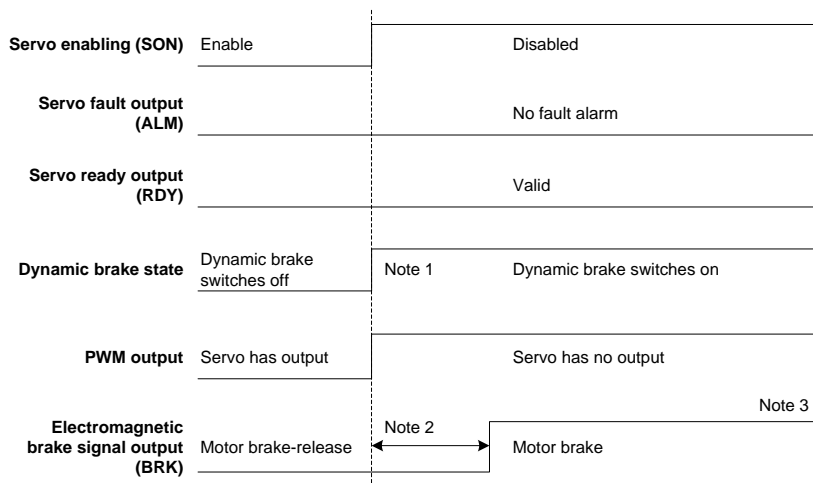 Servo enabling (SON) Enable Disabled
Servo fault output
(ALM) No fault alarm
Servo ready output
(RDY) Valid
Dynamic brake state Dynamic brake
switches off Note 1 Dynamic brake switches on
PWM output Servo has output Servo has no output
Note 3
Electromagnetic
brake signal output
(BRK) Motor brake-release Note 2 Motor brake